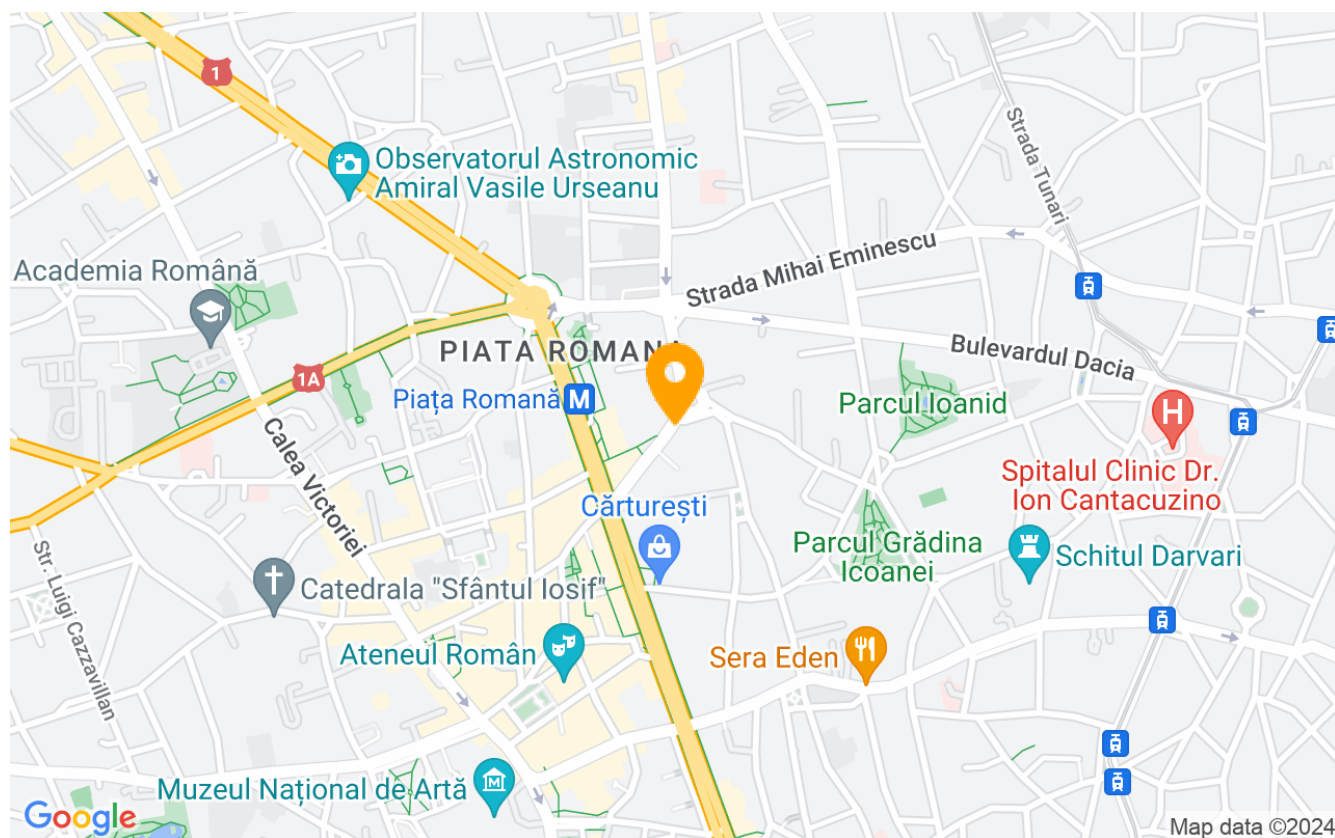 1
Observatorul Astronomic
Amiral Vasile Urseanu
Strada Tunari
Strada Mihai Eminescu
Academia Română
PIATA ROMANA
Bulevardul Dacia
1A
Piața Romană M
Parcul Ioanid
H
Calea Victoriei
Spitalul Clinic Dr.
Ion Cantacuzino
Cărturești
Parcul Grădina
Icoanei
Schitul Darvari
Str. Luigi Cazzavillan
Catedrala "Sfântul Iosif"
Ateneul Român
Sera Eden
Muzeul Național de Artă
M
Google
Map data ©2024